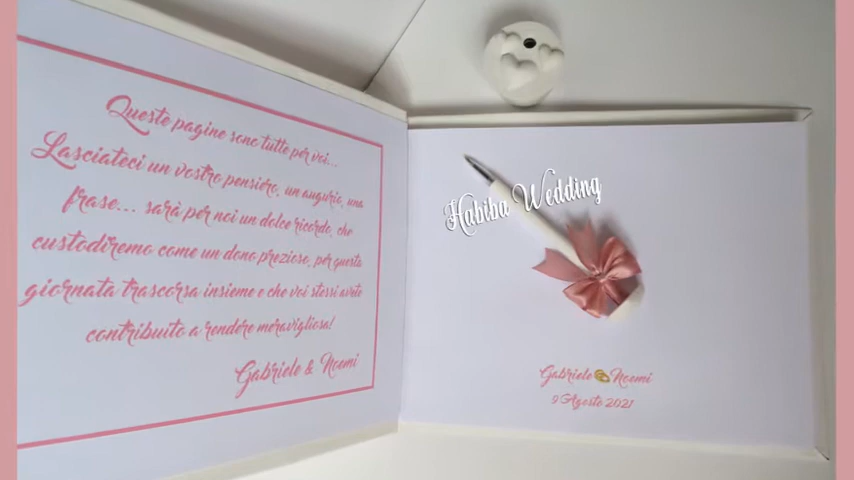 Queste pagine sono tutte per voi...
Lasciateci un vostro pensiero, un augurio, una
frase... sarà per noi un dolce ricordo, che
custodiremo come un dono prezioso, per questa
giornata trascorsa insieme e che voi stessi avete
contribuito a rendere meravigliosa!
Gabriele & Noemi
Habiba Wedding
Gabriele Noemi
9 Agosto 2021